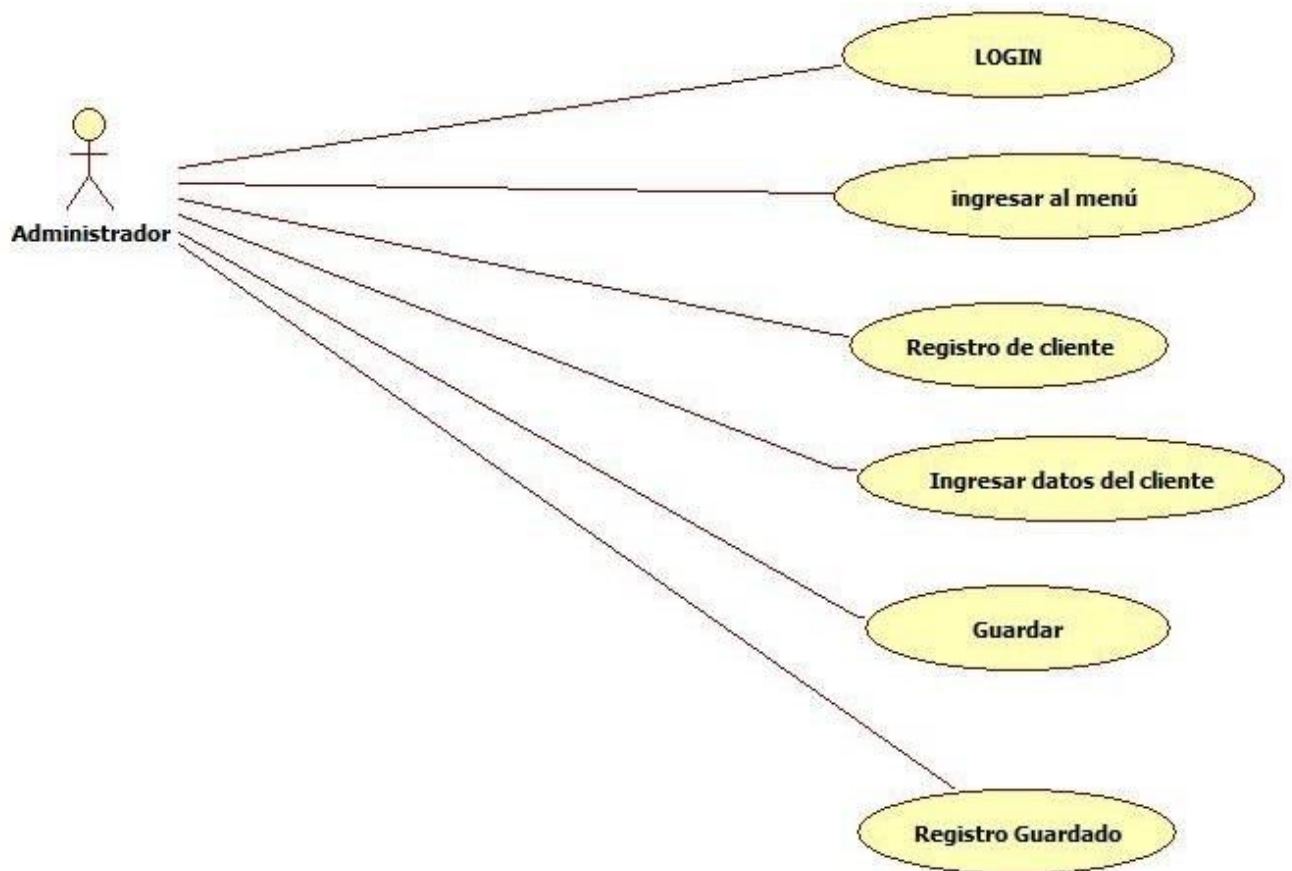 LOGIN
ingresar al menú
Administrador
Registro de cliente
Ingresar datos del cliente
Guardar
Registro Guardado